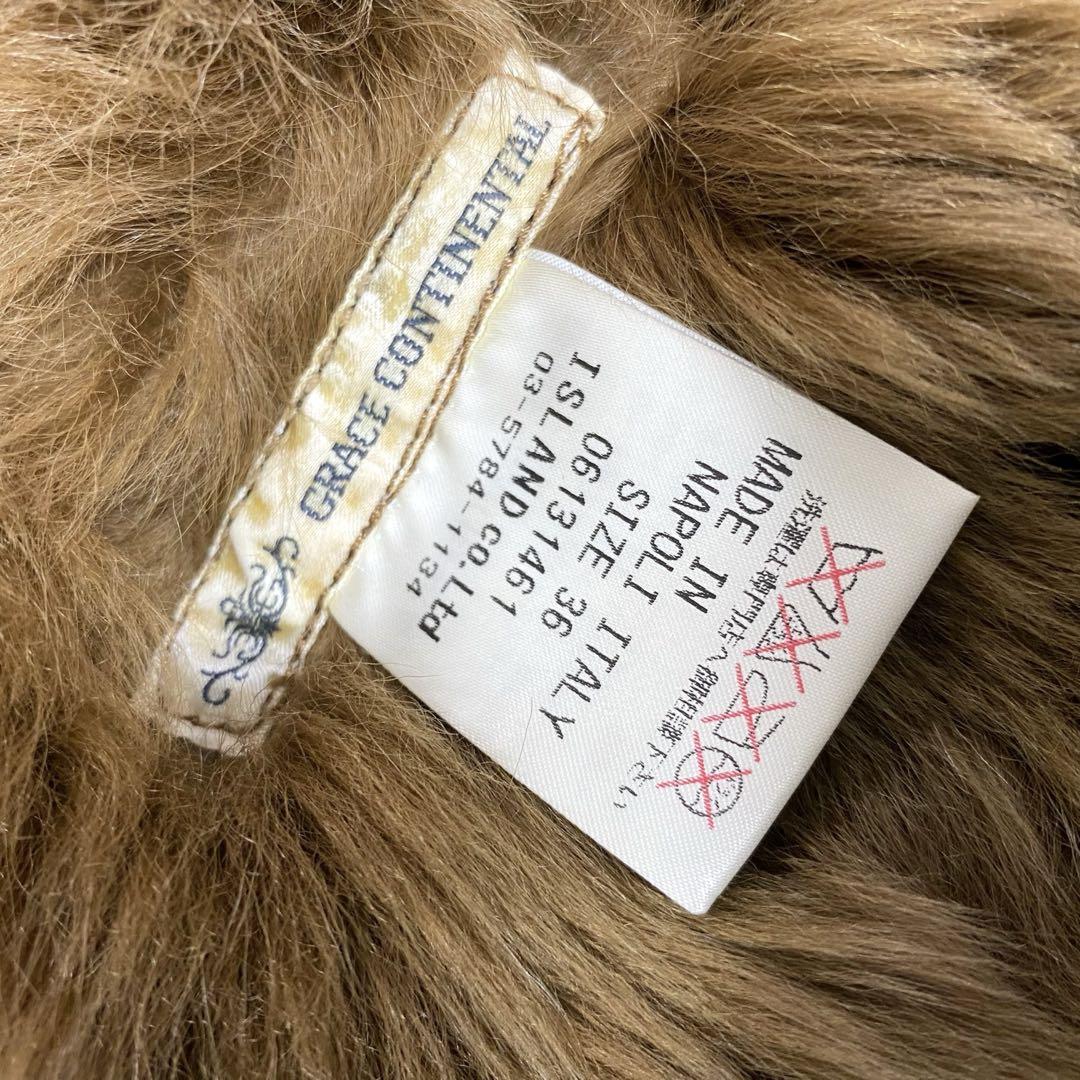 GRACE CONTINENTAL
MADE IN
NAPOLI ITALY
SIZE 36
06131461
ISLAND CO.Ltd
03-5784-1134